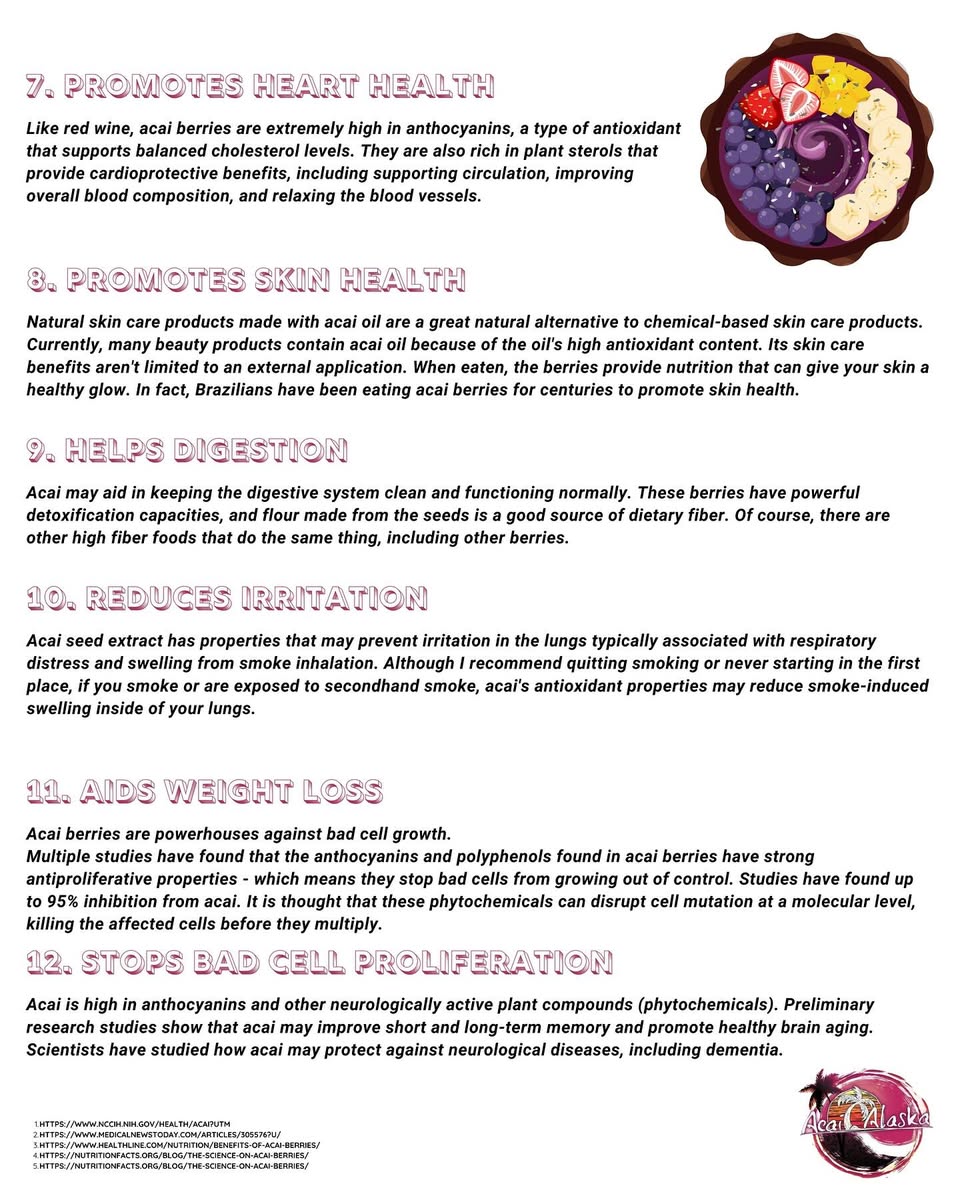 7. PROMOTES HEART HEALTH
Like red wine, acai berries are extremely high in anthocyanins, a type of antioxidant
that supports balanced cholesterol levels. They are also rich in plant sterols that
provide cardioprotective benefits, including supporting circulation, improving
overall blood composition, and relaxing the blood vessels.
8. PROMOTES SKIN HEALTH
Natural skin care products made with acai oil are a great natural alternative to chemical-based skin care products.
Currently, many beauty products contain acai oil because of the oil's high antioxidant content. Its skin care
benefits aren't limited to an external application. When eaten, the berries provide nutrition that can give your skin a
healthy glow. In fact, Brazilians have been eating acai berries for centuries to promote skin health.
9. HELPS DIGESTION
Acai may aid in keeping the digestive system clean and functioning normally. These berries have powerful
detoxification capacities, and flour made from the seeds is a good source of dietary fiber. Of course, there are
other high fiber foods that do the same thing, including other berries.
10. REDUCES IRRITATION
Acai seed extract has properties that may prevent irritation in the lungs typically associated with respiratory
distress and swelling from smoke inhalation. Although I recommend quitting smoking or never starting in the first
place, if you smoke or are exposed to secondhand smoke, acai's antioxidant properties may reduce smoke-induced
swelling inside of your lungs.
11. AIDS WEIGHT LOSS
Acai berries are powerhouses against bad cell growth.
Multiple studies have found that the anthocyanins and polyphenols found in acai berries have strong
antiproliferative properties - which means they stop bad cells from growing out of control. Studies have found up
to 95% inhibition from acai. It is thought that these phytochemicals can disrupt cell mutation at a molecular level,
killing the affected cells before they multiply.
12. STOPS BAD CELL PROLIFERATION
Acai is high in anthocyanins and other neurologically active plant compounds (phytochemicals). Preliminary
research studies show that acai may improve short and long-term memory and promote healthy brain aging.
Scientists have studied how acai may protect against neurological diseases, including dementia.
1.HTTPS://WWW.NCCIH.NIH.GOV/HEALTH/ACAI?UTM
2.HTTPS://WWW.MEDICALNEWSTODAY.COM/ARTICLES/305576?U/
3.HTTPS://WWW.HEALTHLINE.COM/NUTRITION/BENEFITS-OF-ACAI-BERRIES/
4.HTTPS://NUTRITIONFACTS.ORG/BLOG/THE-SCIENCE-ON-ACAI-BERRIES/
5.HTTPS://NUTRITIONFACTS.ORG/BLOG/THE-SCIENCE-ON-ACAI-BERRIES/
Acai Alaska